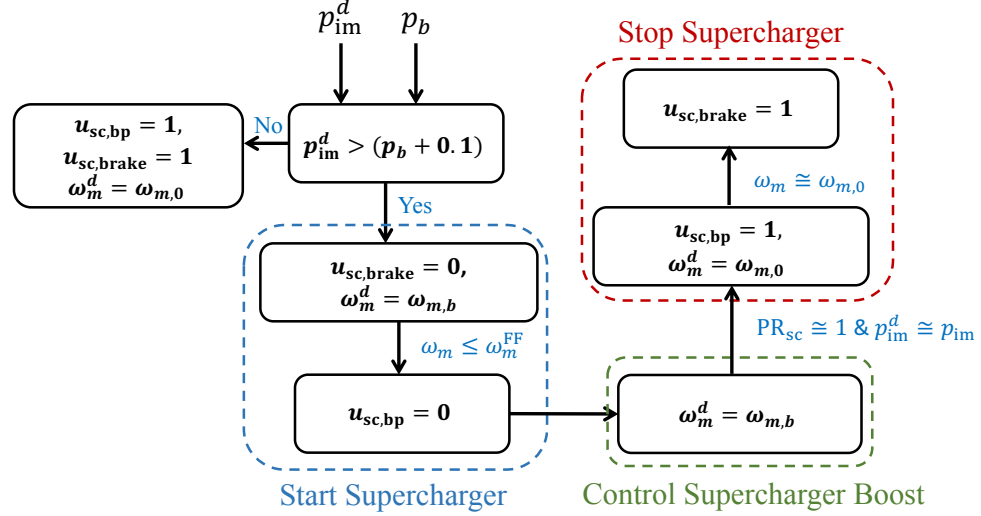 p_im^d p_b
p_im^d > (p_b + 0.1)
No
u_sc,bp = 1,
u_sc,brake = 1
ω_m^d = ω_m,0
Yes
u_sc,brake = 0,
ω_m^d = ω_m,b
ω_m ≤ ω_m^FF
u_sc,bp = 0
Start Supercharger
ω_m^d = ω_m,b
Control Supercharger Boost
PR_sc ≅ 1 & p_im^d ≅ p_im
u_sc,bp = 1,
ω_m^d = ω_m,0
ω_m ≅ ω_m,0
u_sc,brake = 1
Stop Supercharger